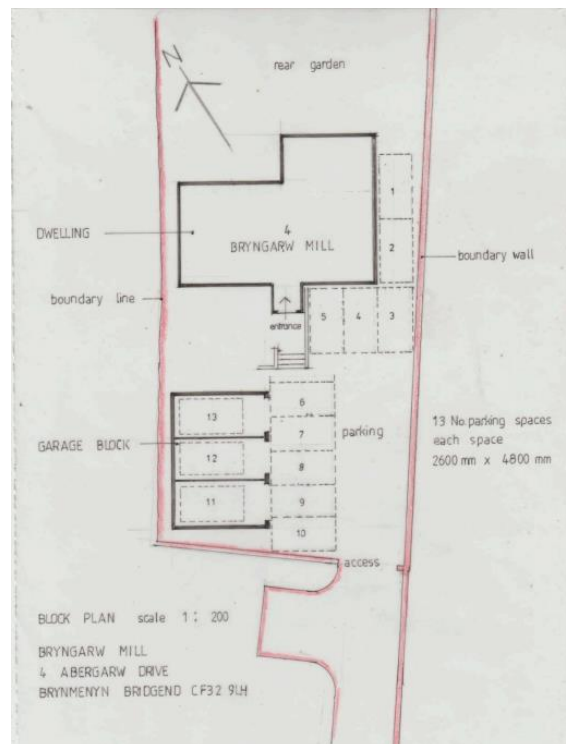 N
rear garden
1
DWELLING
4
BRYNGARW MILL
2
boundary wall
boundary line
entrance
5 4 3
6
13
7
parking
13 No. parking spaces
each space
2600 mm x 4800 mm
GARAGE BLOCK
12
8
11
9
10
access
BLOCK PLAN scale 1 : 200
BRYNGARW MILL
4 ABERGARW DRIVE
BRYNMENYN BRIDGEND CF32 9LH